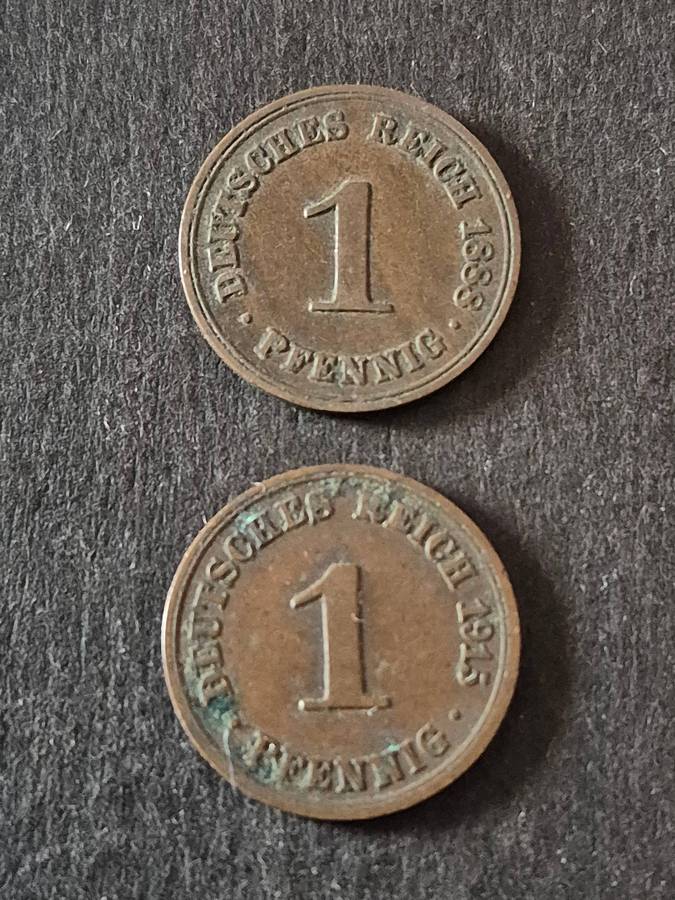 DEUTSCHES REICH 1888
1
· PFENNIG ·
DEUTSCHES REICH 1915
1
· PFENNIG ·